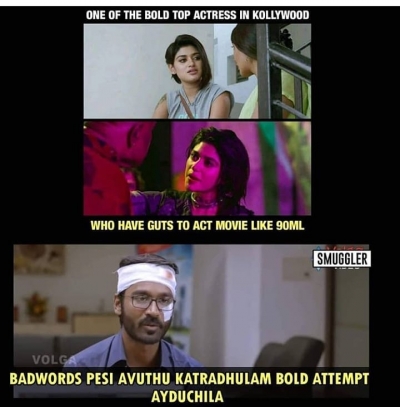 ONE OF THE BOLD TOP ACTRESS IN KOLLYWOOD
WHO HAVE GUTS TO ACT MOVIE LIKE 90ML
SMUGGLER
VOLGA
BADWORDS PESI AVUTHU KATRADHULAM BOLD ATTEMPT
AYDUCHILA